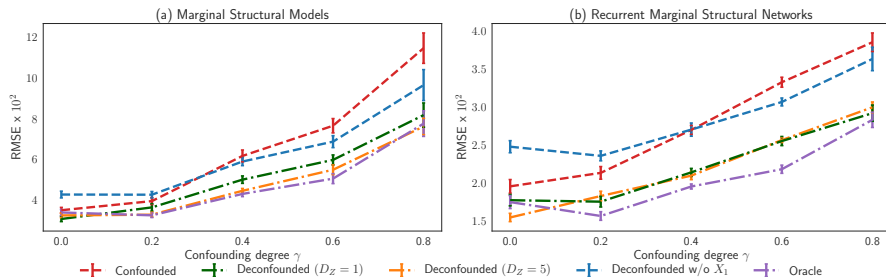 (a) Marginal Structural Models
(b) Recurrent Marginal Structural Networks
RMSE × 10²
12
10
8
6
4
0.0 0.2 0.4 0.6 0.8
Confounding degree γ
RMSE × 10²
4.0
3.5
3.0
2.5
2.0
1.5
0.0 0.2 0.4 0.6 0.8
Confounding degree γ
Confounded Deconfounded (D_Z = 1) Deconfounded (D_Z = 5) Deconfounded w/o X₁ Oracle